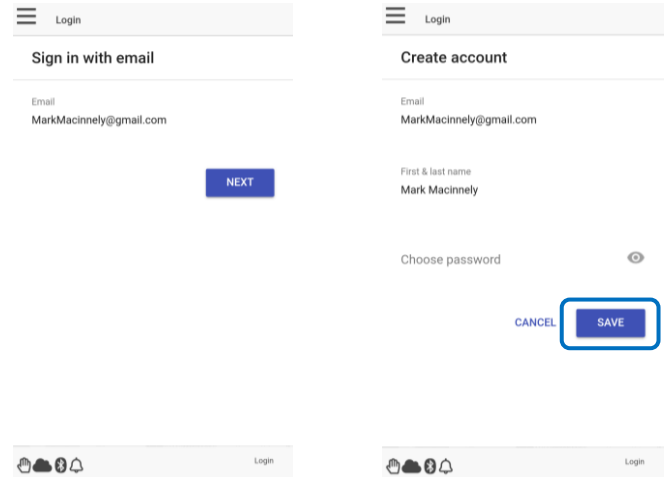 Login
Sign in with email
Email
MarkMacinnely@gmail.com
NEXT
Login
Login
Create account
Email
MarkMacinnely@gmail.com
First & last name
Mark Macinnely
Choose password
CANCEL SAVE
Login